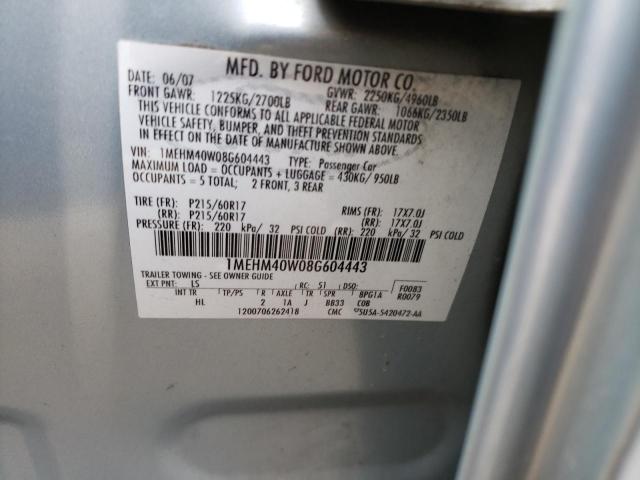 MFD. BY FORD MOTOR CO.
DATE: 06/07 GVWR: 2250KG/4960LB
FRONT GAWR: 1225KG/2700LB REAR GAWR: 1066KG/2350LB
THIS VEHICLE CONFORMS TO ALL APPLICABLE FEDERAL MOTOR
VEHICLE SAFETY, BUMPER, AND THEFT PREVENTION STANDARDS
IN EFFECT ON THE DATE OF MANUFACTURE SHOWN ABOVE.
VIN: 1MEHM40W08G604443 TYPE: Passenger Car
MAXIMUM LOAD = OCCUPANTS + LUGGAGE = 430KG/ 950LB
OCCUPANTS = 5 TOTAL; 2 FRONT, 3 REAR
TIRE (FR): P215/60R17 RIMS (FR): 17X7.0J
(RR): P215/60R17 (RR): 17X7.0J
PRESSURE (FR): 220 kPa/ 32 PSI COLD (RR): 220 kPa/ 32 PSI COLD
1MEHM40W08G604443
TRAILER TOWING - SEE OWNER GUIDE
EXT PNT: LS RC: 51 DSO: F0083
INT TR TP/PS R AXLE TR SPR BPG1A R0079
HL 2 1A J BB33 COB
1200706262418 CMC 5U5A-5420472-AA